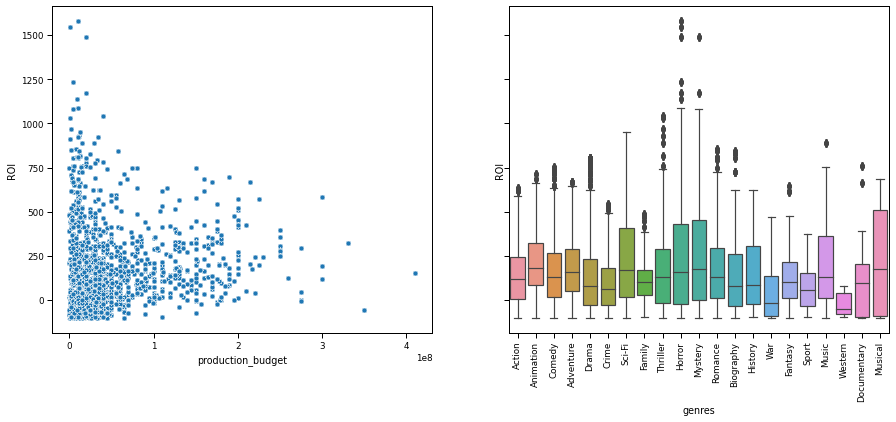 1500
1250
1000
750
500
250
0
ROI
0
1
2
3
4
1e8
production_budget
ROI
Action
Animation
Comedy
Adventure
Drama
Crime
Sci-Fi
Family
Thriller
Horror
Mystery
Romance
Biography
History
War
Fantasy
Sport
Music
Western
Documentary
Musical
genres